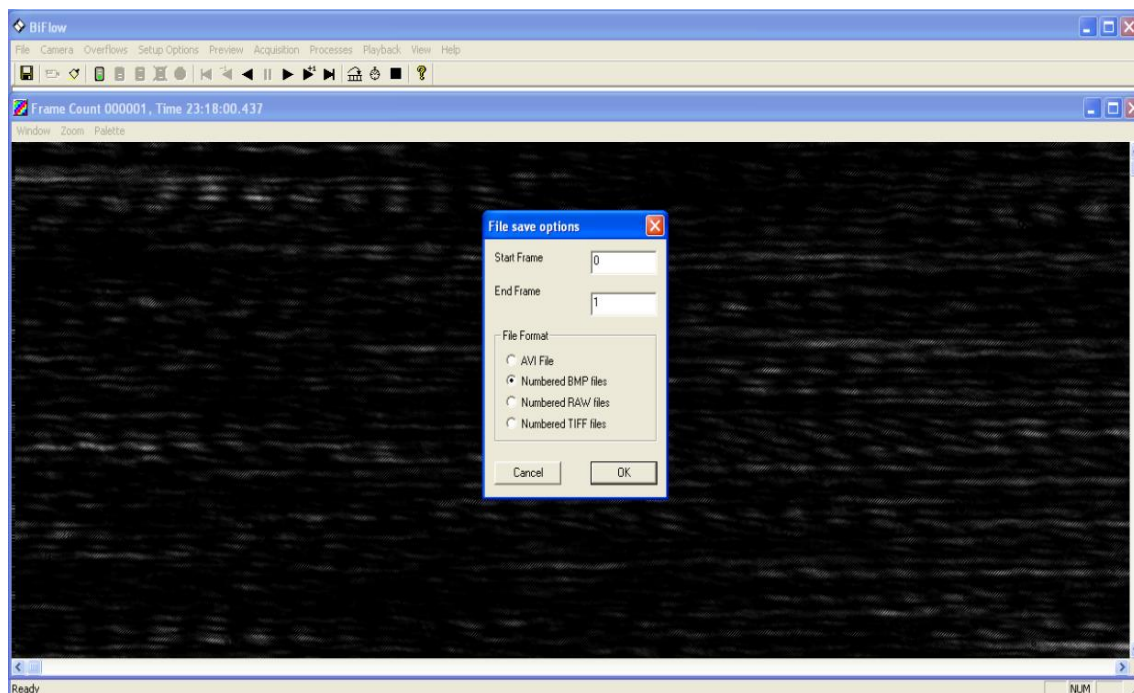 BiFlow
File Camera Overflows Setup Options Preview Acquisition Processes Playback View Help
Frame Count 000001, Time 23:18:00.437
Window Zoom Palette
File save options
Start Frame 0
End Frame 1
File Format
AVI File
Numbered BMP files
Numbered RAW files
Numbered TIFF files
Cancel OK
Ready NUM